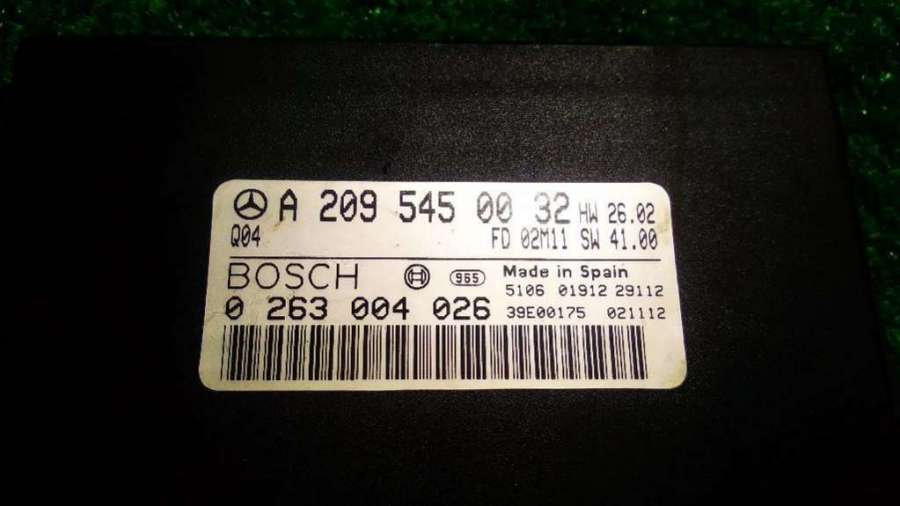 A 209 545 00 32 HW 26.02
Q04 FD 02M11 SW 41.00
BOSCH 965 Made in Spain
5106 01912 29112
0 263 004 026 39E00175 021112